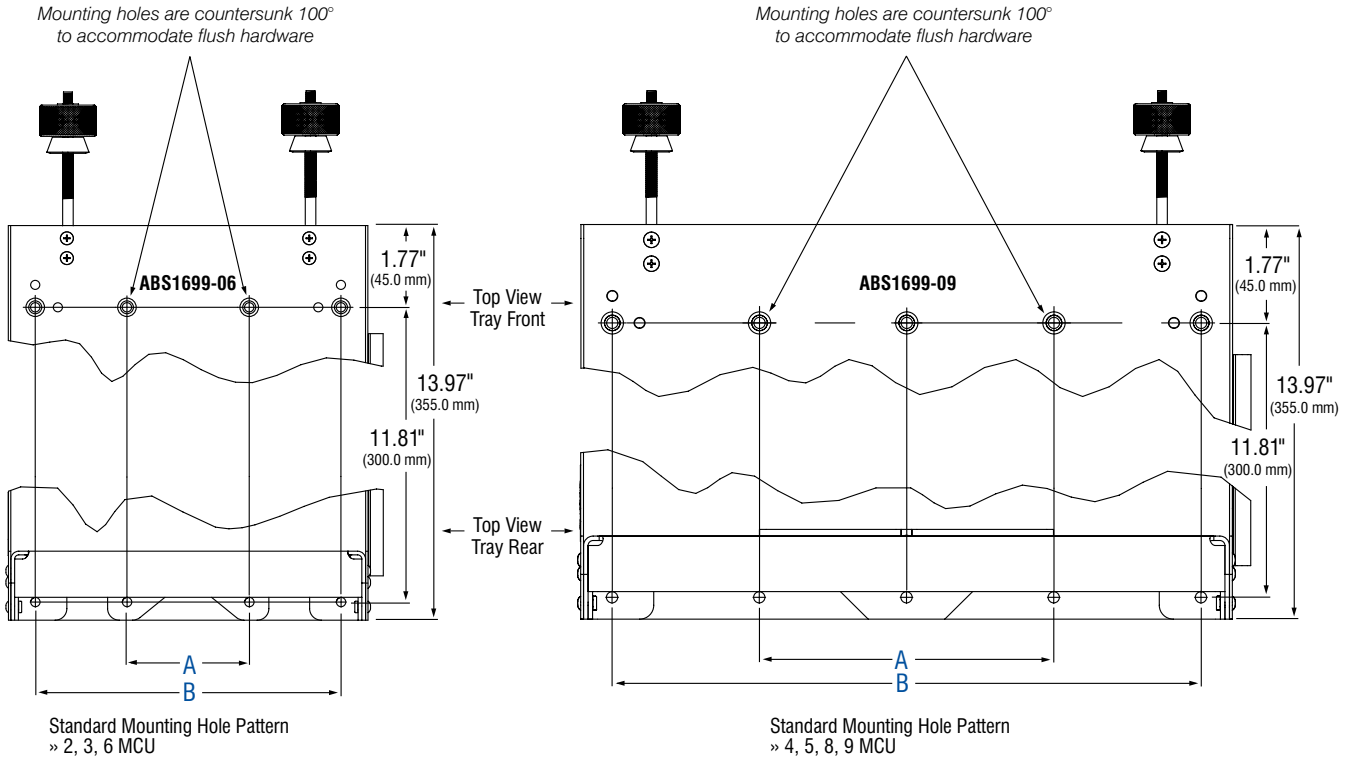 Mounting holes are countersunk 100°
to accommodate flush hardware
Mounting holes are countersunk 100°
to accommodate flush hardware
ABS1699-06
1.77"
(45.0 mm)
13.97"
(355.0 mm)
11.81"
(300.0 mm)
Top View
Tray Front
Top View
Tray Rear
ABS1699-09
1.77"
(45.0 mm)
13.97"
(355.0 mm)
11.81"
(300.0 mm)
A
B
A
B
Standard Mounting Hole Pattern
» 2, 3, 6 MCU
Standard Mounting Hole Pattern
» 4, 5, 8, 9 MCU